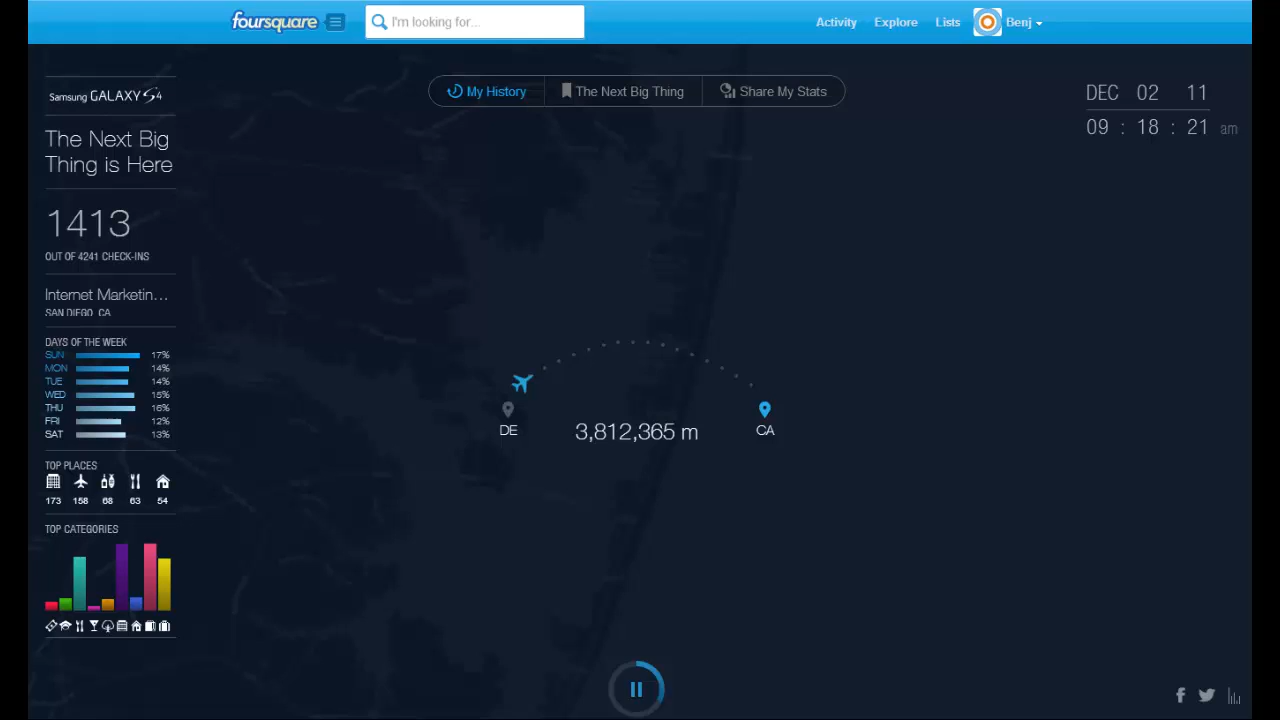 foursquare
I'm looking for...
Activity
Explore
Lists
Benj
Samsung GALAXY S4
The Next Big
Thing is Here
1413
OUT OF 4241 CHECK-INS
Internet Marketin...
SAN DIEGO CA
DAYS OF THE WEEK
SUN 17%
MON 14%
TUE 14%
WED 15%
THU 16%
FRI 12%
SAT 13%
TOP PLACES
173 158 68 63 54
TOP CATEGORIES
My History
The Next Big Thing
Share My Stats
DE
3,812,365 m
CA
DEC 02 11
09 : 18 : 21 am